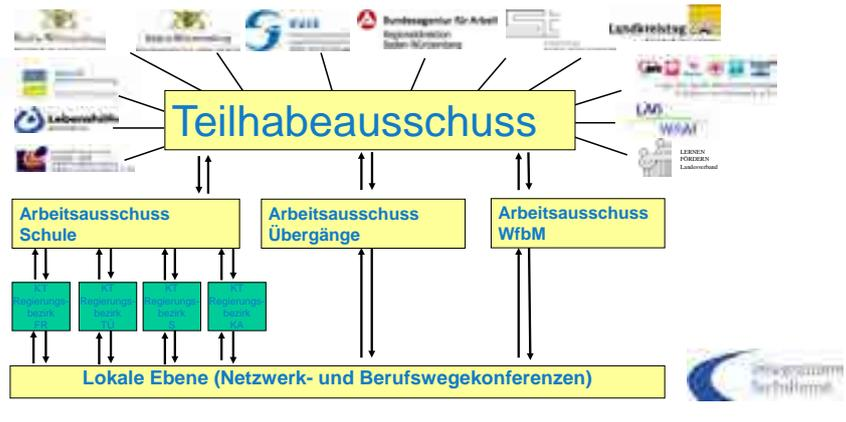 Bundesagentur für Arbeit
Regionaldirektion
Baden-Württemberg
Landkreistag
Lebenshilfe
Teilhabeausschuss
LAG
WfbM
LERNEN
FÖRDERN
Landesverband
Arbeitsausschuss
Schule
Arbeitsausschuss
Übergänge
Arbeitsausschuss
WfbM
KT
Regierungs-
bezirk
FR
KT
Regierungs-
bezirk
TÜ
KT
Regierungs-
bezirk
S
KT
Regierungs-
bezirk
KA
Lokale Ebene (Netzwerk- und Berufswegekonferenzen)